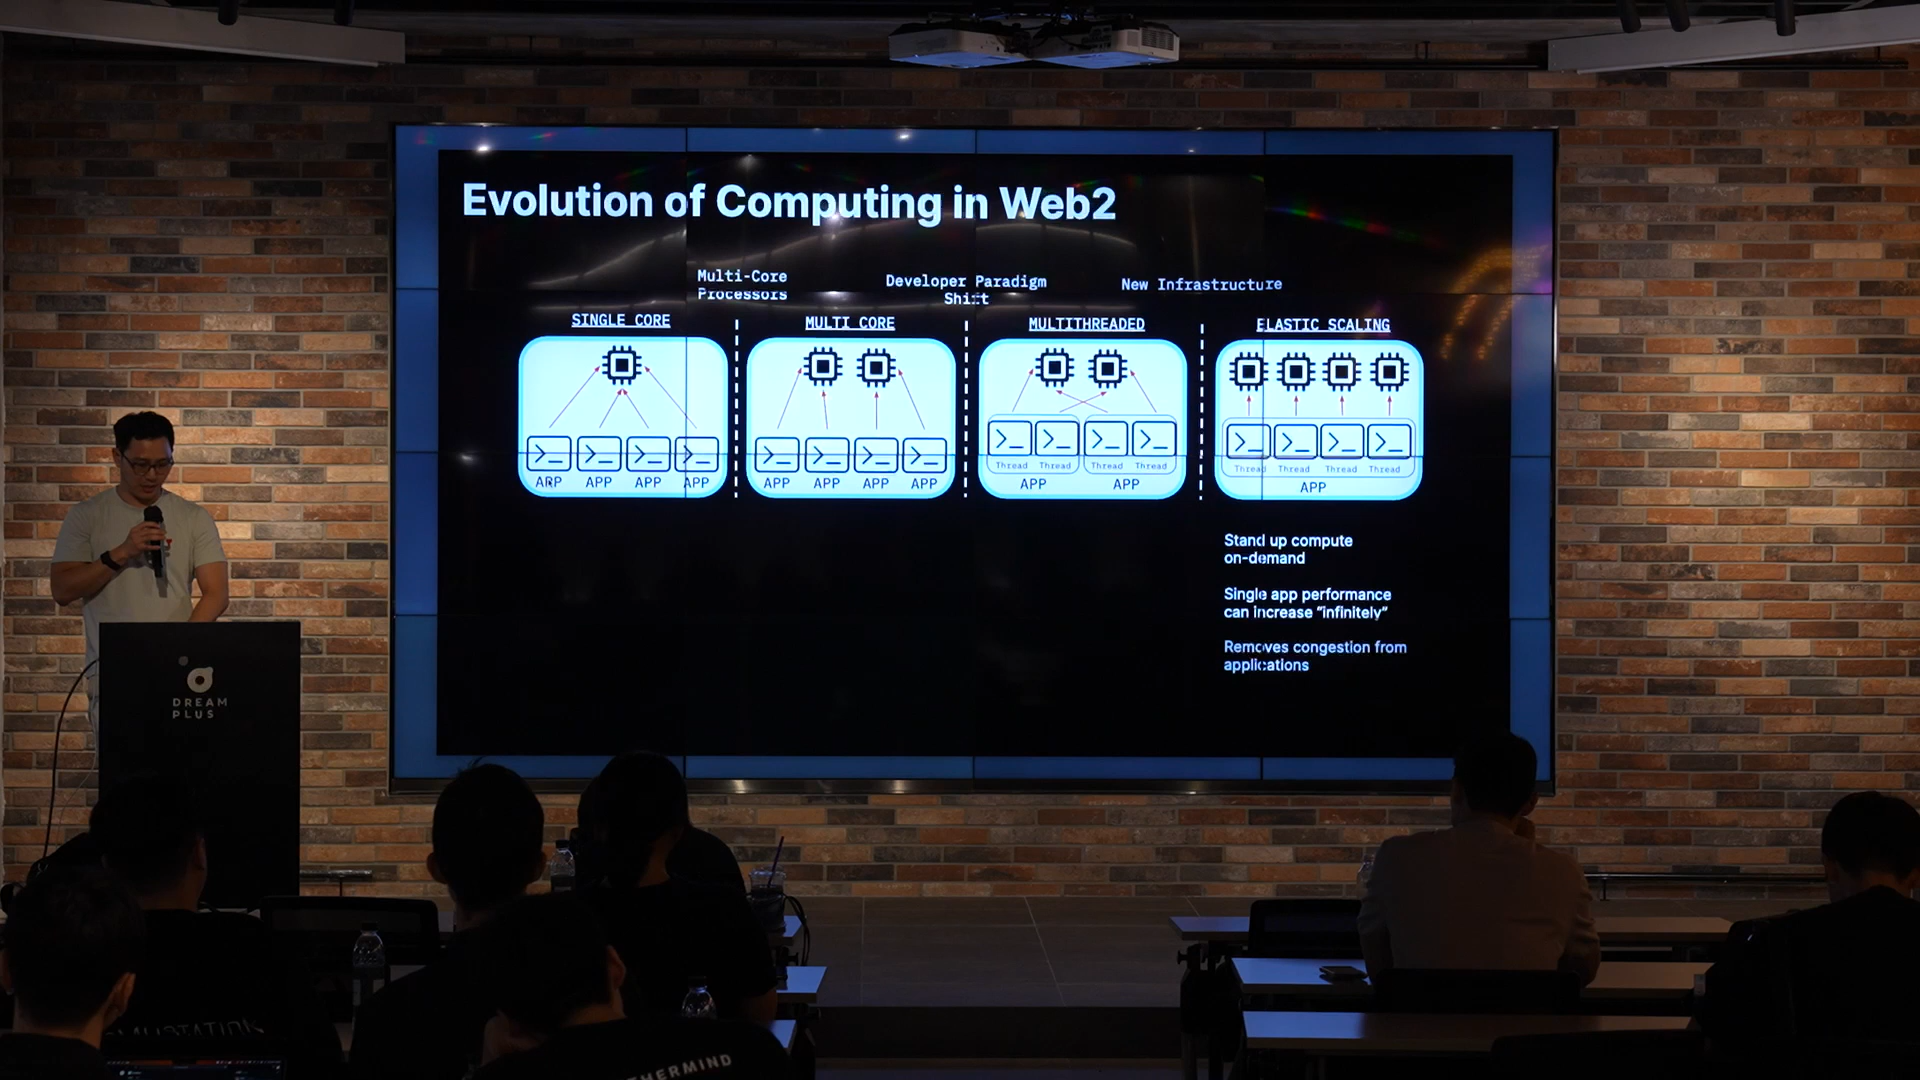 Evolution of Computing in Web2
Multi-Core
Processors
Developer Paradigm
Shift
New Infrastructure
SINGLE CORE
MULTI CORE
MULTITHREADED
ELASTIC SCALING
APP APP APP APP
APP APP APP APP
Thread Thread Thread Thread
APP APP
Thread Thread Thread Thread
APP
Stand up compute
on-demand
Single app performance
can increase “infinitely”
Removes congestion from
applications
DREAM
PLUS